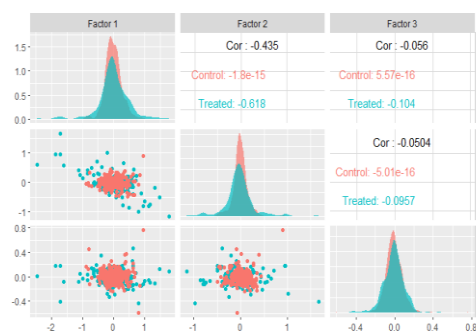 Factor 1 Factor 2 Factor 3
1.5
1.0
0.5
0.0
Cor : -0.435
Control: -1.8e-15
Treated: -0.618
Cor : -0.056
Control: 5.57e-16
Treated: -0.104
1
0
-1
Cor : -0.0504
Control: -5.01e-16
Treated: -0.0957
0.8
0.4
0.0
-0.4
-2 -1 0 1 -1 0 1 -0.4 0.0 0.4 0.8